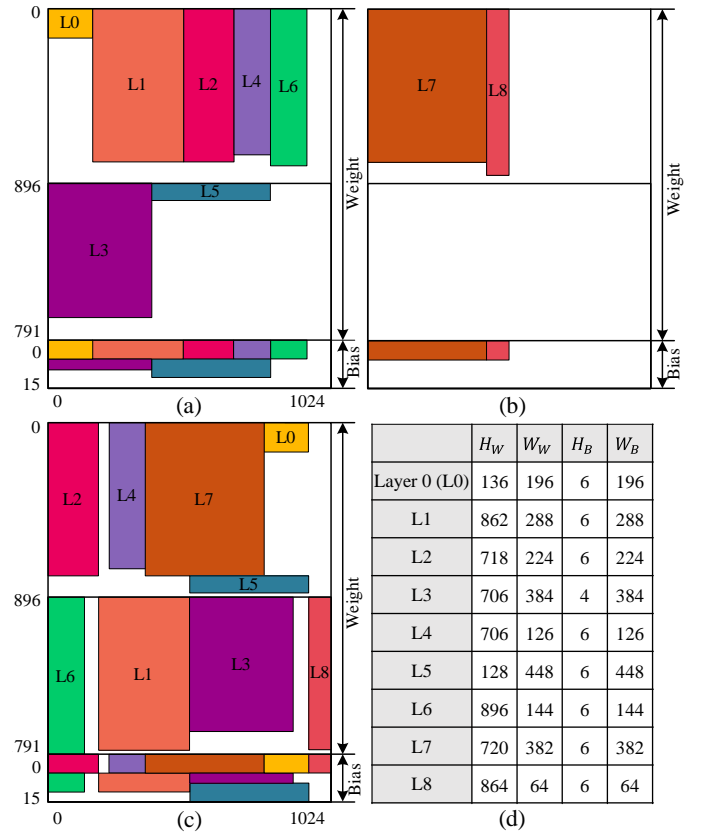 0
L0
L1
L2
L4
L6
896
L5
L3
791
0
15
0
1024
Weight
Bias
(a)
L7
L8
Weight
Bias
(b)
0
L2
L4
L7
L0
L5
896
L6
L1
L3
L8
791
0
15
0
1024
Weight
Bias
(c)
H_W W_W H_B W_B
Layer 0 (L0) 136 196 6 196
L1 862 288 6 288
L2 718 224 6 224
L3 706 384 4 384
L4 706 126 6 126
L5 128 448 6 448
L6 896 144 6 144
L7 720 382 6 382
L8 864 64 6 64
(d)